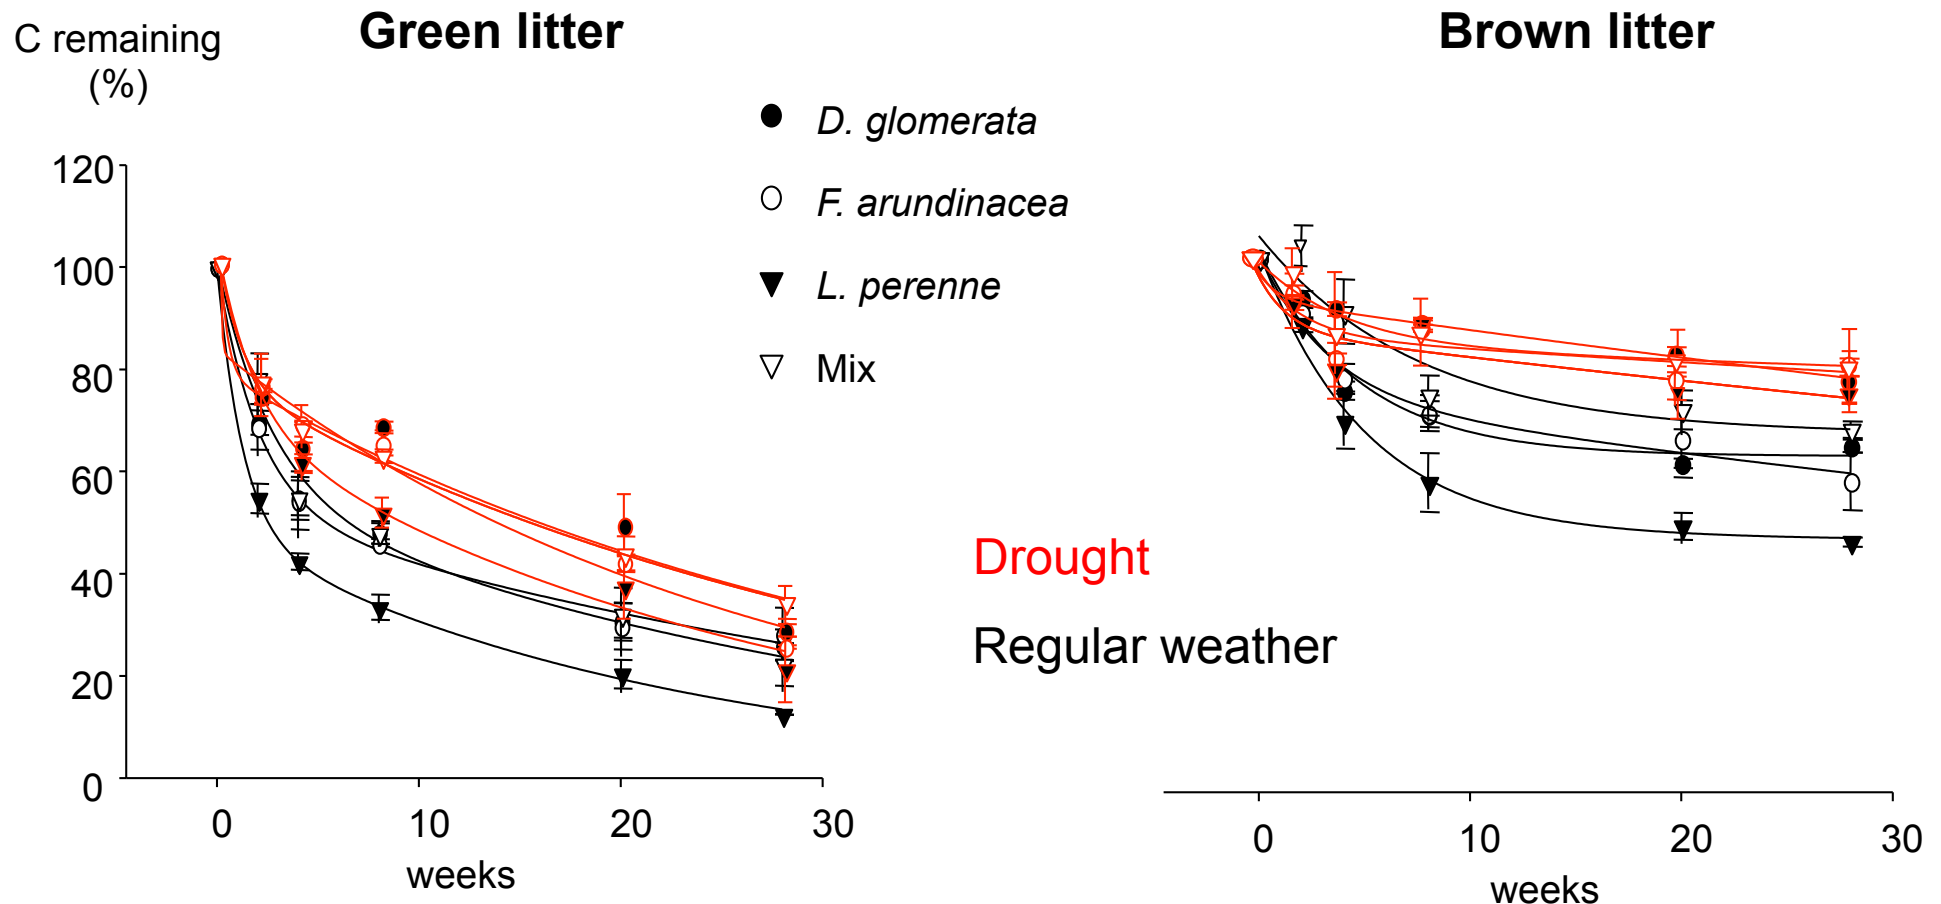 C remaining
(%)
Green litter
Brown litter
D. glomerata
F. arundinacea
L. perenne
Mix
120
100
80
60
40
20
0
0 10 20 30
weeks
Drought
Regular weather
0 10 20 30
weeks